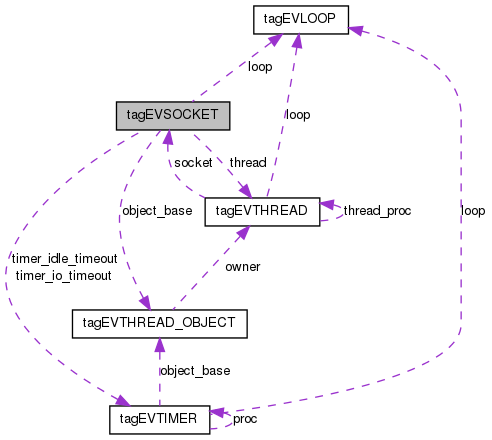 tagEVLOOP
loop
tagEVSOCKET
loop
socket
thread
tagEVTHREAD
thread_proc
object_base
loop
timer_idle_timeout
timer_io_timeout
owner
tagEVTHREAD_OBJECT
object_base
tagEVTIMER
proc